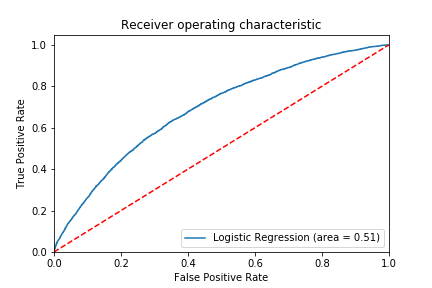 Receiver operating characteristic
1.0
0.8
0.6
0.4
0.2
0.0
True Positive Rate
Logistic Regression (area = 0.51)
0.0 0.2 0.4 0.6 0.8 1.0
False Positive Rate